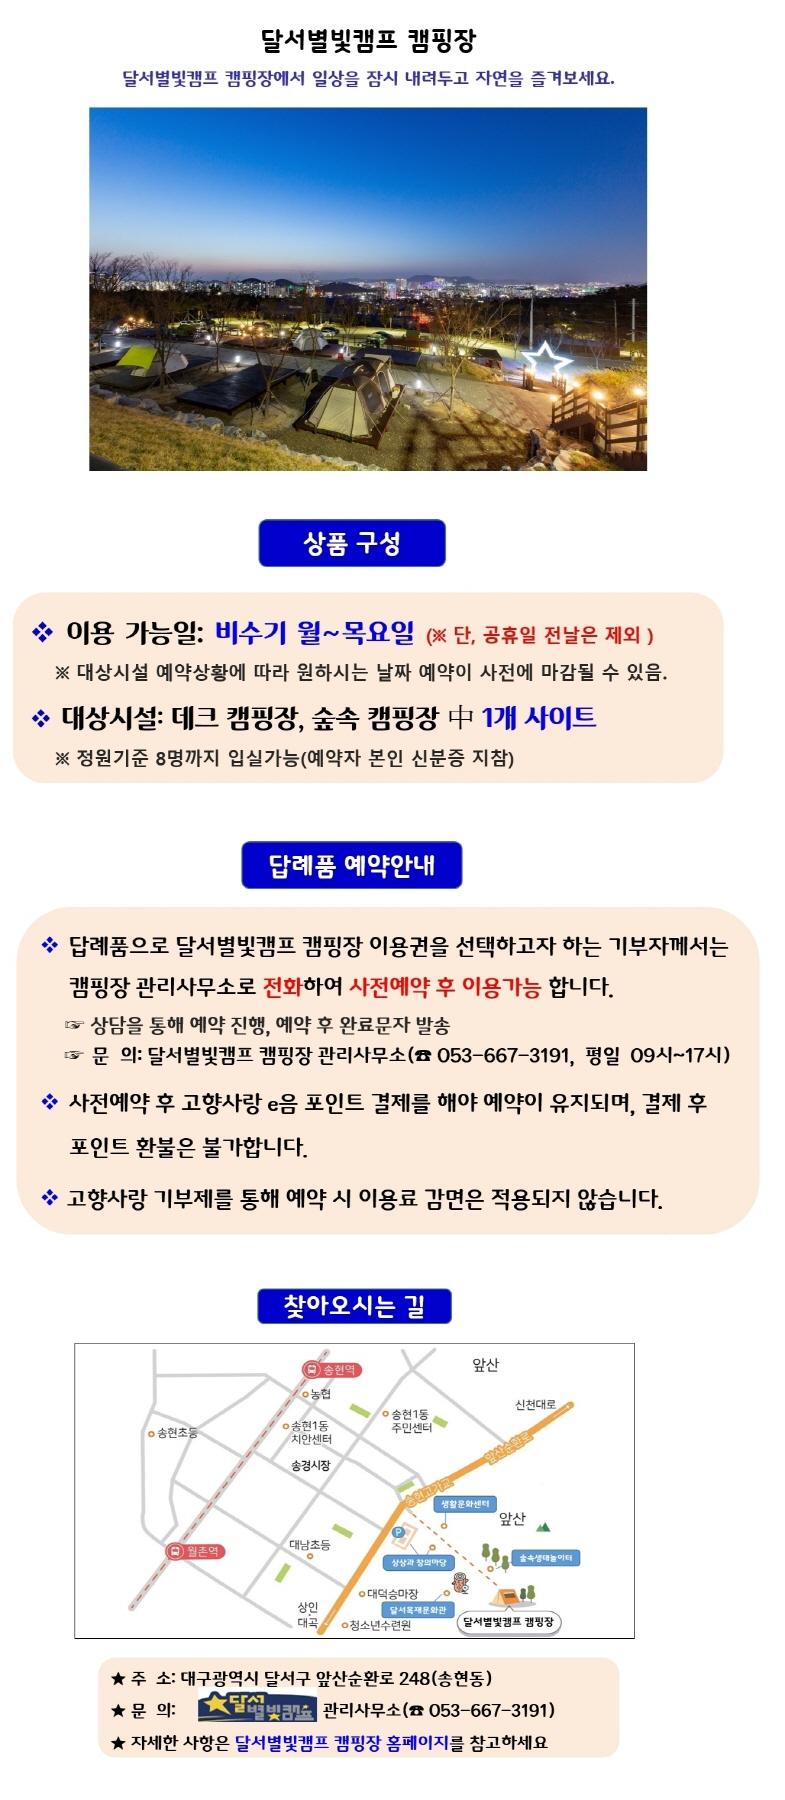 달서별빛캠프 캠핑장
달서별빛캠프 캠핑장에서 일상을 잠시 내려두고 자연을 즐겨보세요.
상품 구성
❖ 이용 가능일: 비수기 월~목요일 (※ 단, 공휴일 전날은 제외 )
※ 대상시설 예약상황에 따라 원하시는 날짜 예약이 사전에 마감될 수 있음.
❖ 대상시설: 데크 캠핑장, 숲속 캠핑장 中 1개 사이트
※ 정원기준 8명까지 입실가능(예약자 본인 신분증 지참)
답례품 예약안내
❖ 답례품으로 달서별빛캠프 캠핑장 이용권을 선택하고자 하는 기부자께서는
캠핑장 관리사무소로 전화하여 사전예약 후 이용가능 합니다.
☞ 상담을 통해 예약 진행, 예약 후 완료문자 발송
☞ 문 의: 달서별빛캠프 캠핑장 관리사무소(☎ 053-667-3191, 평일 09시~17시)
❖ 사전예약 후 고향사랑 e음 포인트 결제를 해야 예약이 유지되며, 결제 후
포인트 환불은 불가합니다.
❖ 고향사랑 기부제를 통해 예약 시 이용료 감면은 적용되지 않습니다.
찾아오시는 길
앞산
송현역
농협
신천대로
송현1동
주민센터
송현초등
송현1동
치안센터
앞산순환로
송경시장
송현고가교
생활문화센터
앞산
P
월촌역
대남초등
상상과 창의마당
숲속생태놀이터
대덕승마장
상인
대곡
달서목재문화관
청소년수련원
달서별빛캠프 캠핑장
★ 주 소: 대구광역시 달서구 앞산순환로 248(송현동)
★ 문 의: 달서별빛캠프 관리사무소(☎ 053-667-3191)
★ 자세한 사항은 달서별빛캠프 캠핑장 홈페이지를 참고하세요